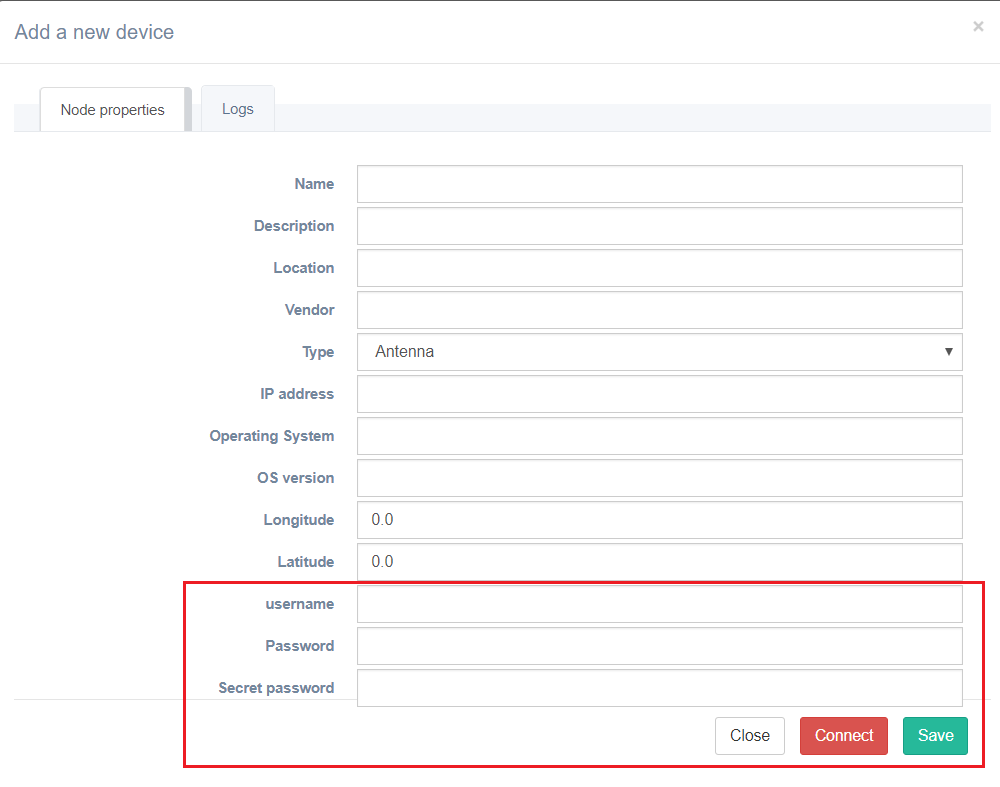 Add a new device ×
Node properties Logs
Name
Description
Location
Vendor
Type Antenna ▼
IP address
Operating System
OS version
Longitude 0.0
Latitude 0.0
username
Password
Secret password
Close Connect Save